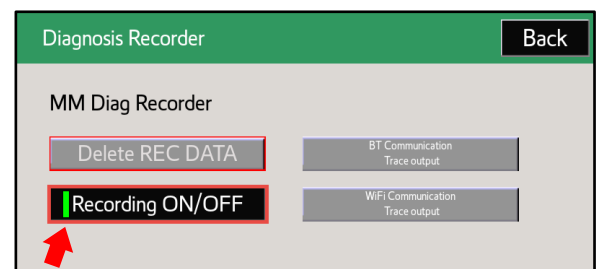 Diagnosis Recorder
Back
MM Diag Recorder
Delete REC DATA
BT Communication
Trace output
Recording ON/OFF
WiFi Communication
Trace output